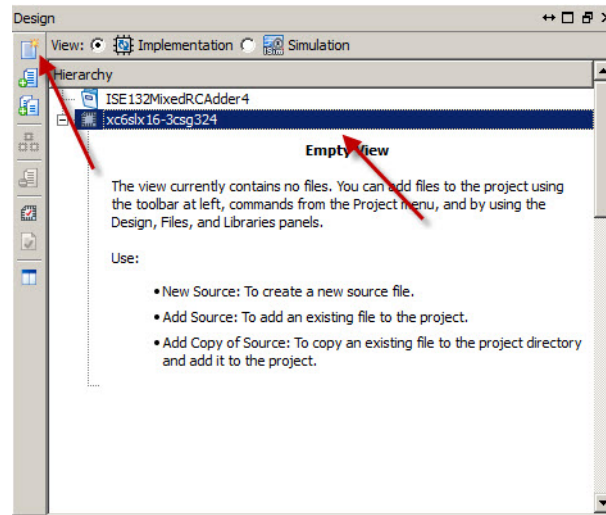 Design
View: Implementation Simulation
Hierarchy
ISE132MixedRCAdder4
xc6slx16-3csg324
Empty View
The view currently contains no files. You can add files to the project using
the toolbar at left, commands from the Project menu, and by using the
Design, Files, and Libraries panels.
Use:
•New Source: To create a new source file.
•Add Source: To add an existing file to the project.
•Add Copy of Source: To copy an existing file to the project directory
and add it to the project.